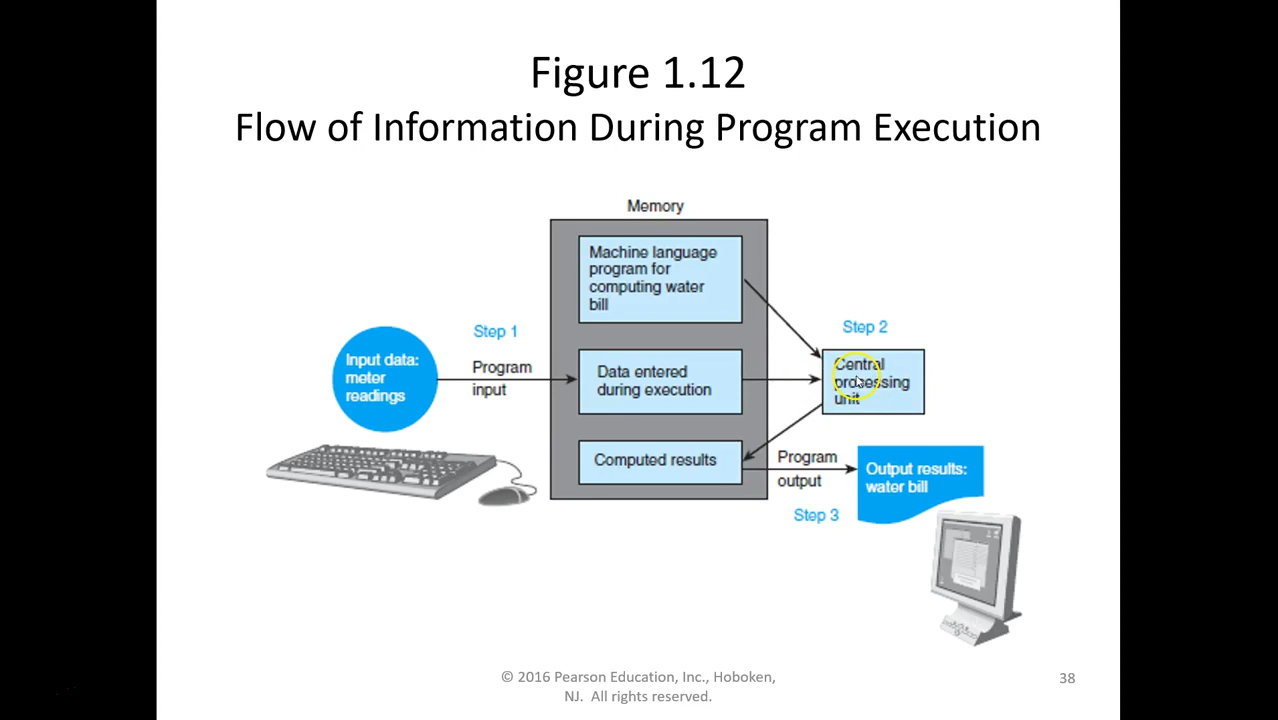 Figure 1.12
Flow of Information During Program Execution
Memory
Machine language
program for
computing water
bill
Step 1
Step 2
Input data:
meter
readings
Program
input
Data entered
during execution
Central
processing
unit
Computed results
Program
output
Output results:
water bill
Step 3
© 2016 Pearson Education, Inc., Hoboken,
NJ. All rights reserved.
38